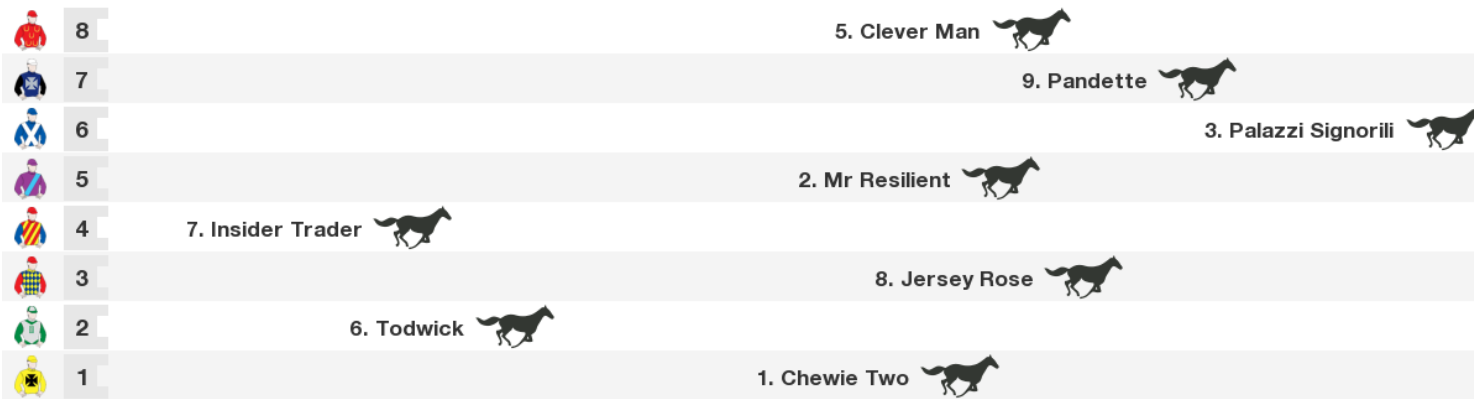 8 5. Clever Man
7 9. Pandette
6 3. Palazzi Signorili
5 2. Mr Resilient
4 7. Insider Trader
3 8. Jersey Rose
2 6. Todwick
1 1. Chewie Two